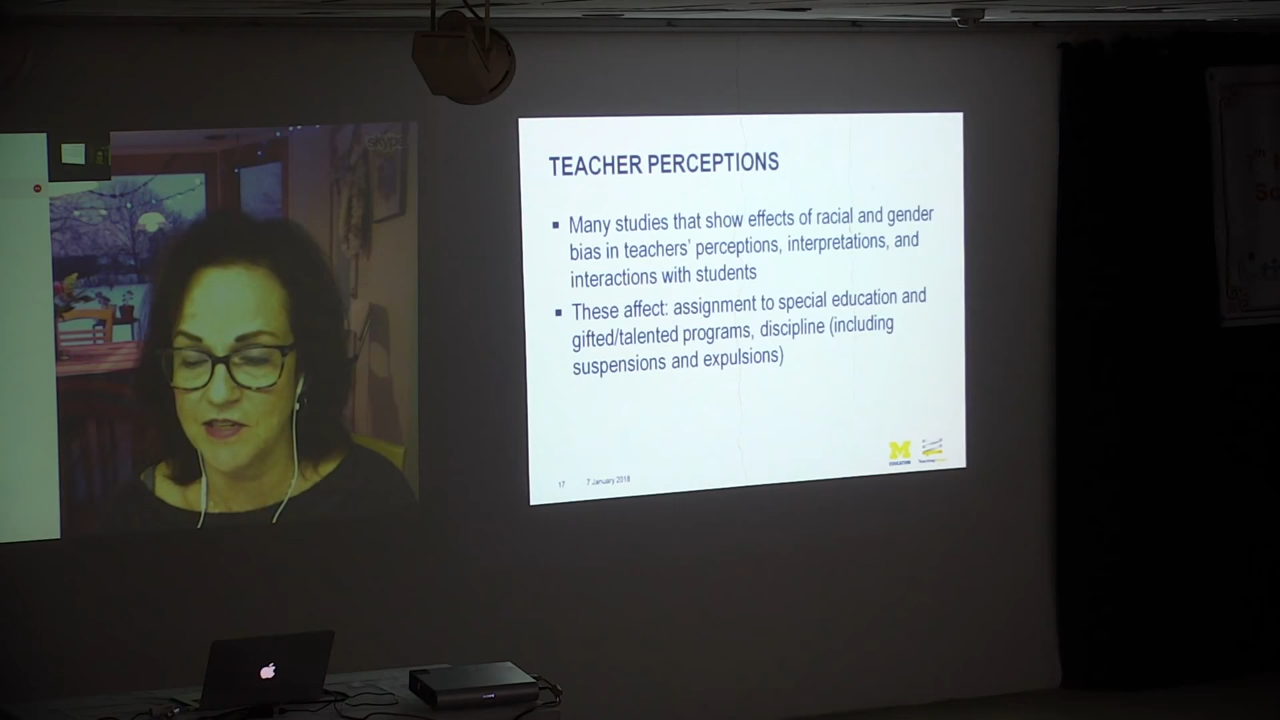 skype
TEACHER PERCEPTIONS
▪ Many studies that show effects of racial and gender
bias in teachers' perceptions, interpretations, and
interactions with students
▪ These affect: assignment to special education and
gifted/talented programs, discipline (including
suspensions and expulsions)
M
17 7 January 2018